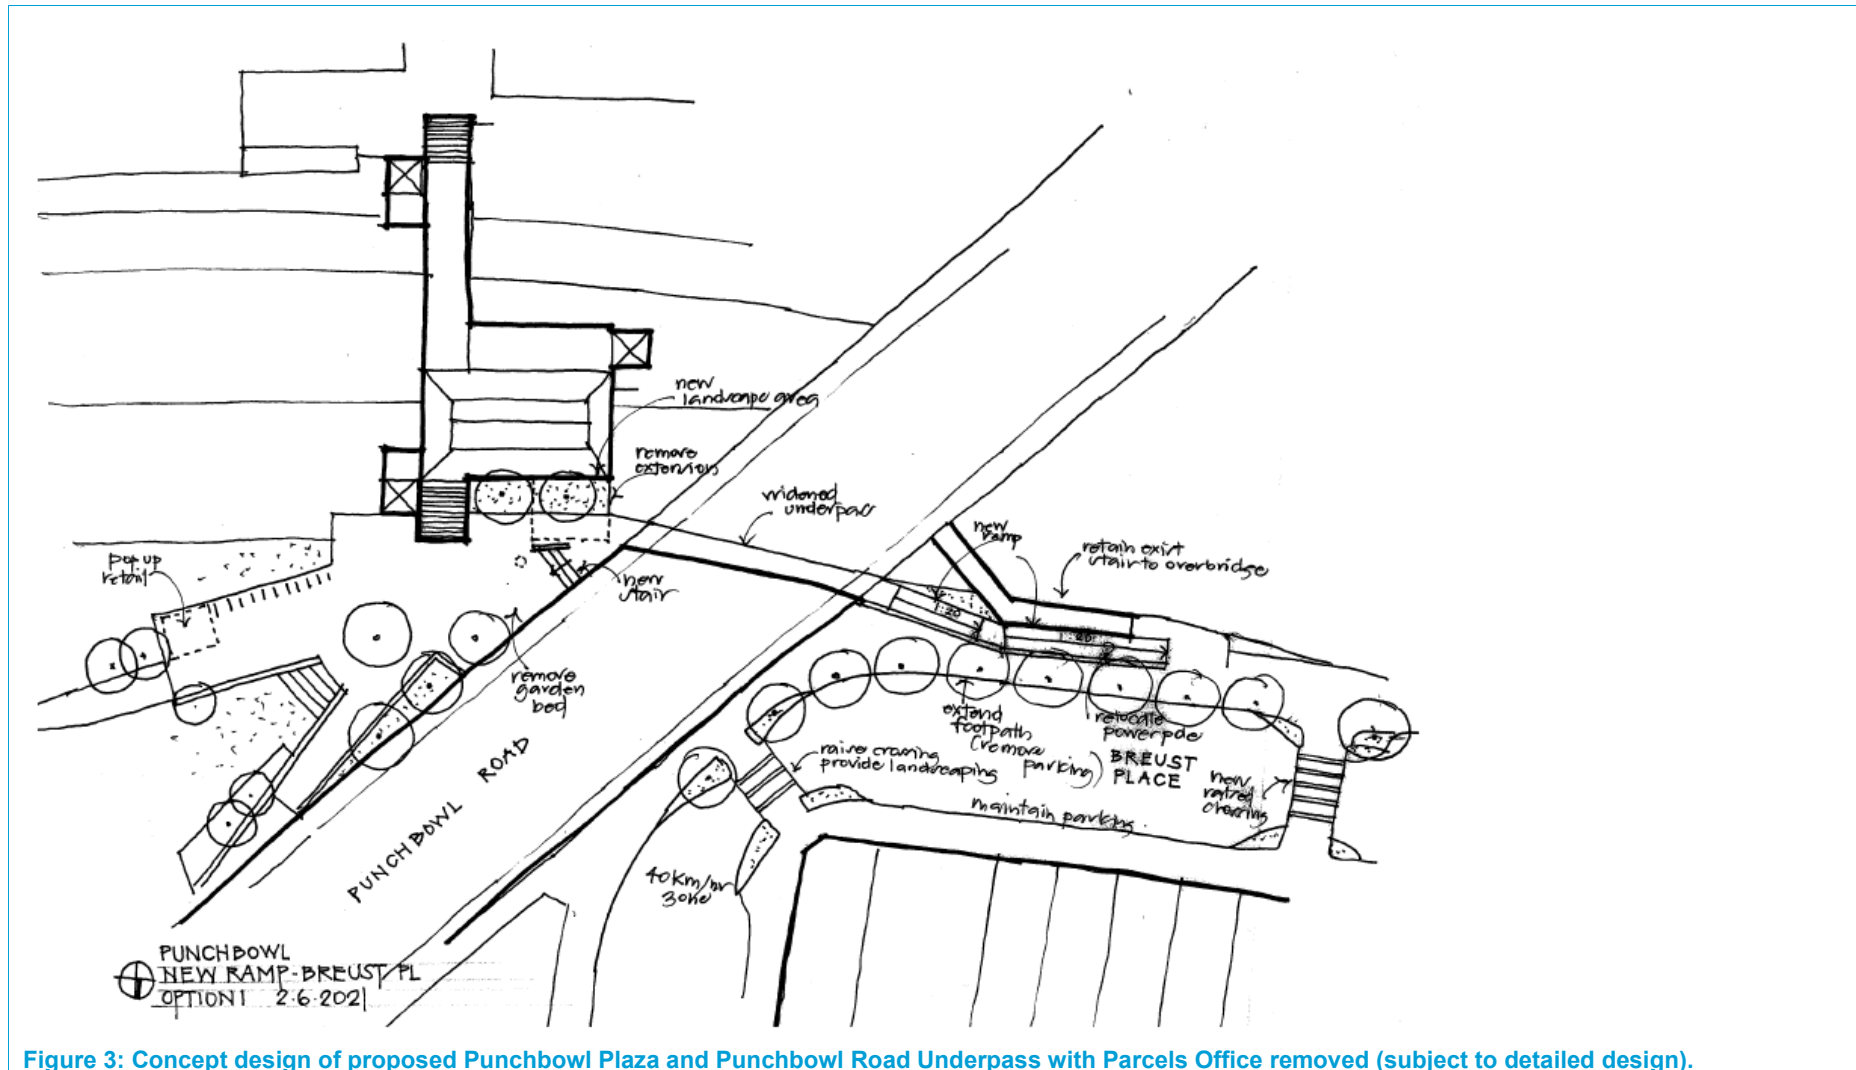 new
landscape area
remove
extension
widened
underpass
new
ramp
retain exist
stair to overbridge
pop up
retail
new
stair
1:20
1:20
remove
garden
bed
extend
footpath
(remove
parking)
relocate
power pole
BREUST
PLACE
raise crossing
provide landscaping
new
raised
crossing
maintain parking.
PUNCHBOWL ROAD
40km/hr
zone
PUNCHBOWL
NEW RAMP-BREUST PL
OPTION 1 2.6.2021
Figure 3: Concept design of proposed Punchbowl Plaza and Punchbowl Road Underpass with Parcels Office removed (subject to detailed design).